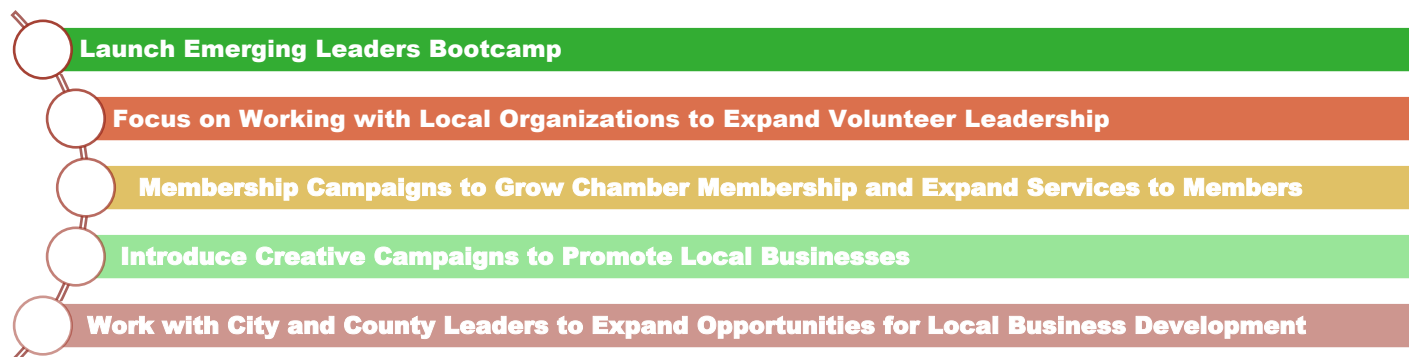 Launch Emerging Leaders Bootcamp
Focus on Working with Local Organizations to Expand Volunteer Leadership
Membership Campaigns to Grow Chamber Membership and Expand Services to Members
Introduce Creative Campaigns to Promote Local Businesses
Work with City and County Leaders to Expand Opportunities for Local Business Development